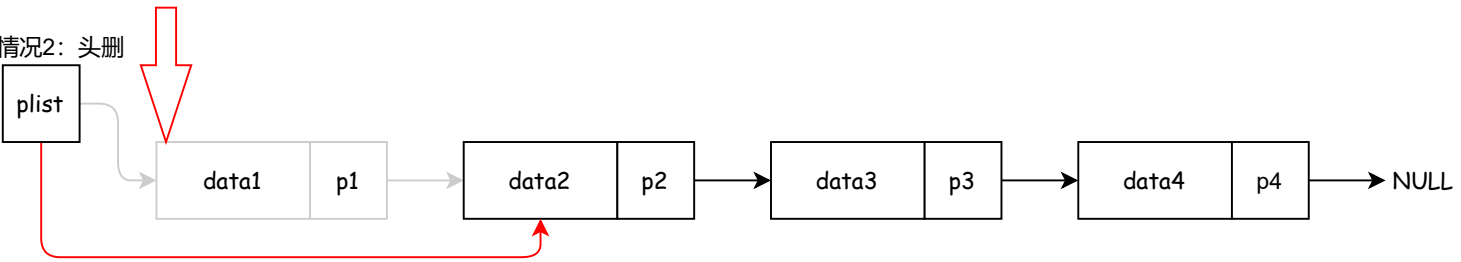 情况2：头删
plist
data1 p1 data2 p2 data3 p3 data4 p4 NULL